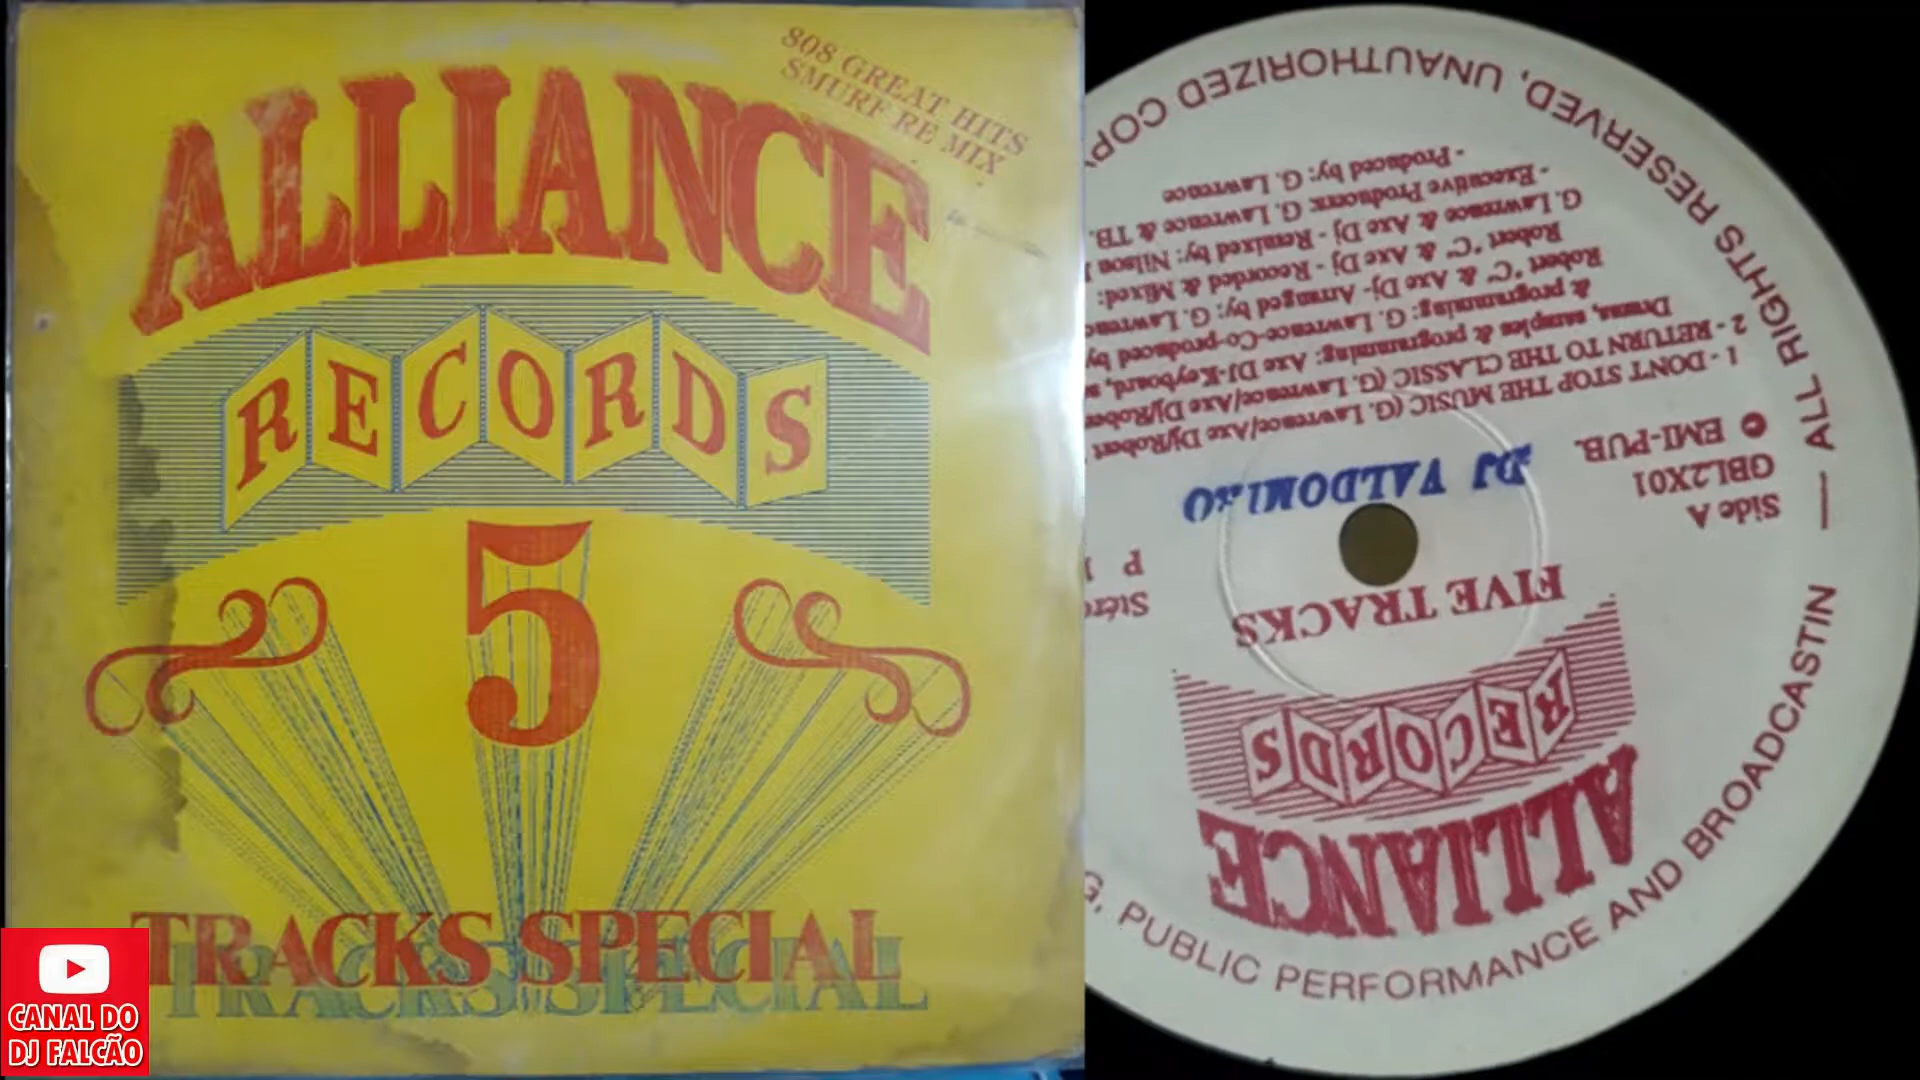 808 GREAT HITS
SMURF RE MIX
ALLIANCE
RECORDS
5
TRACKS SPECIAL
TRACKS SPECIAL
CANAL DO
DJ FALCÃO
ALLIANCE
RECORDS
FIVE TRACKS
Side A
GBL2X01
© EMI-PUB.
DJ VALDOMIRO
1 - DON'T STOP THE MUSIC (G. Lawrence/Axe Dj/Robert
2 - RETURN TO THE CLASSIC (G. Lawrence/Axe Dj/Rober
Drums, samples & programming: Axe DJ-Keyboard,
& programming: G. Lawrence-Co-produced by
Robert "C" & Axe Dj- Arranged by: G. Lawrenc
Robert "C" & Axe Dj - Recorded & Mixed:
G. Lawrence & Axe Dj - Remixed by: Nilson
- Executive Producers: G. Lawrence & TB.
- Produced by: G. Lawrence
— ALL RIGHTS RESERVED, UNAUTHORIZED COPY
G, PUBLIC PERFORMANCE AND BROADCASTIN